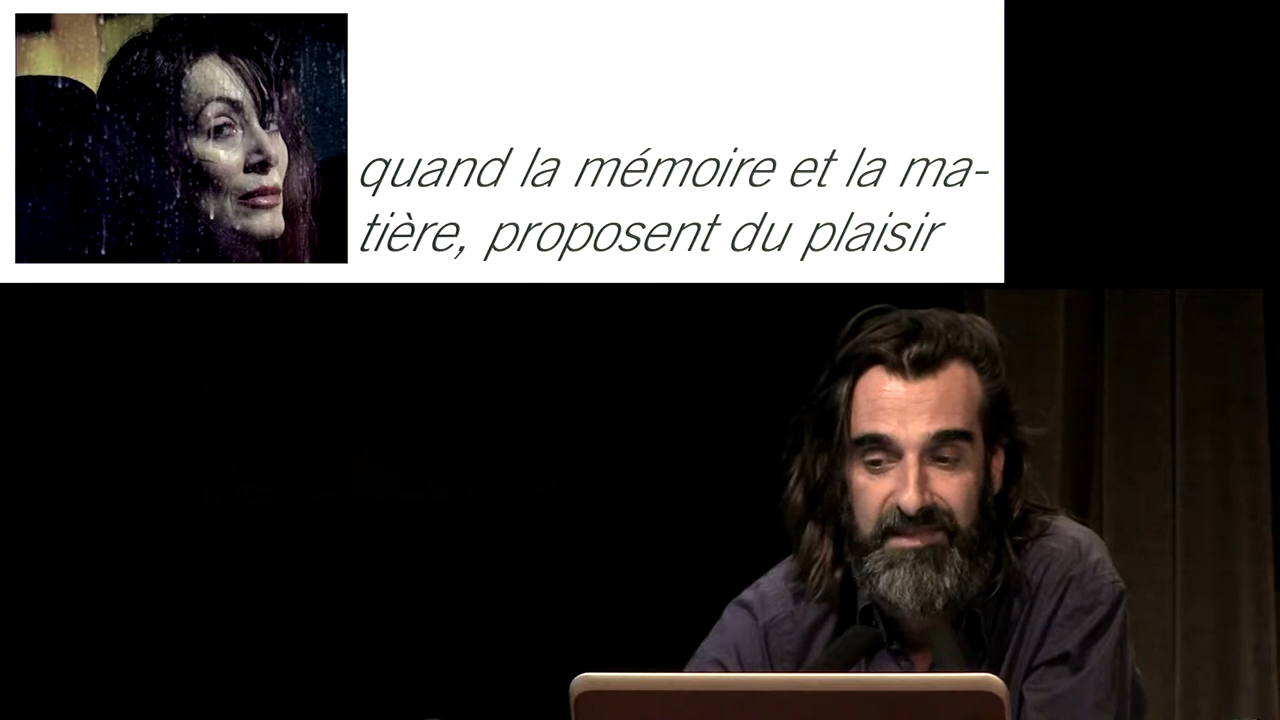 quand la mémoire et la ma-
tière, proposent du plaisir